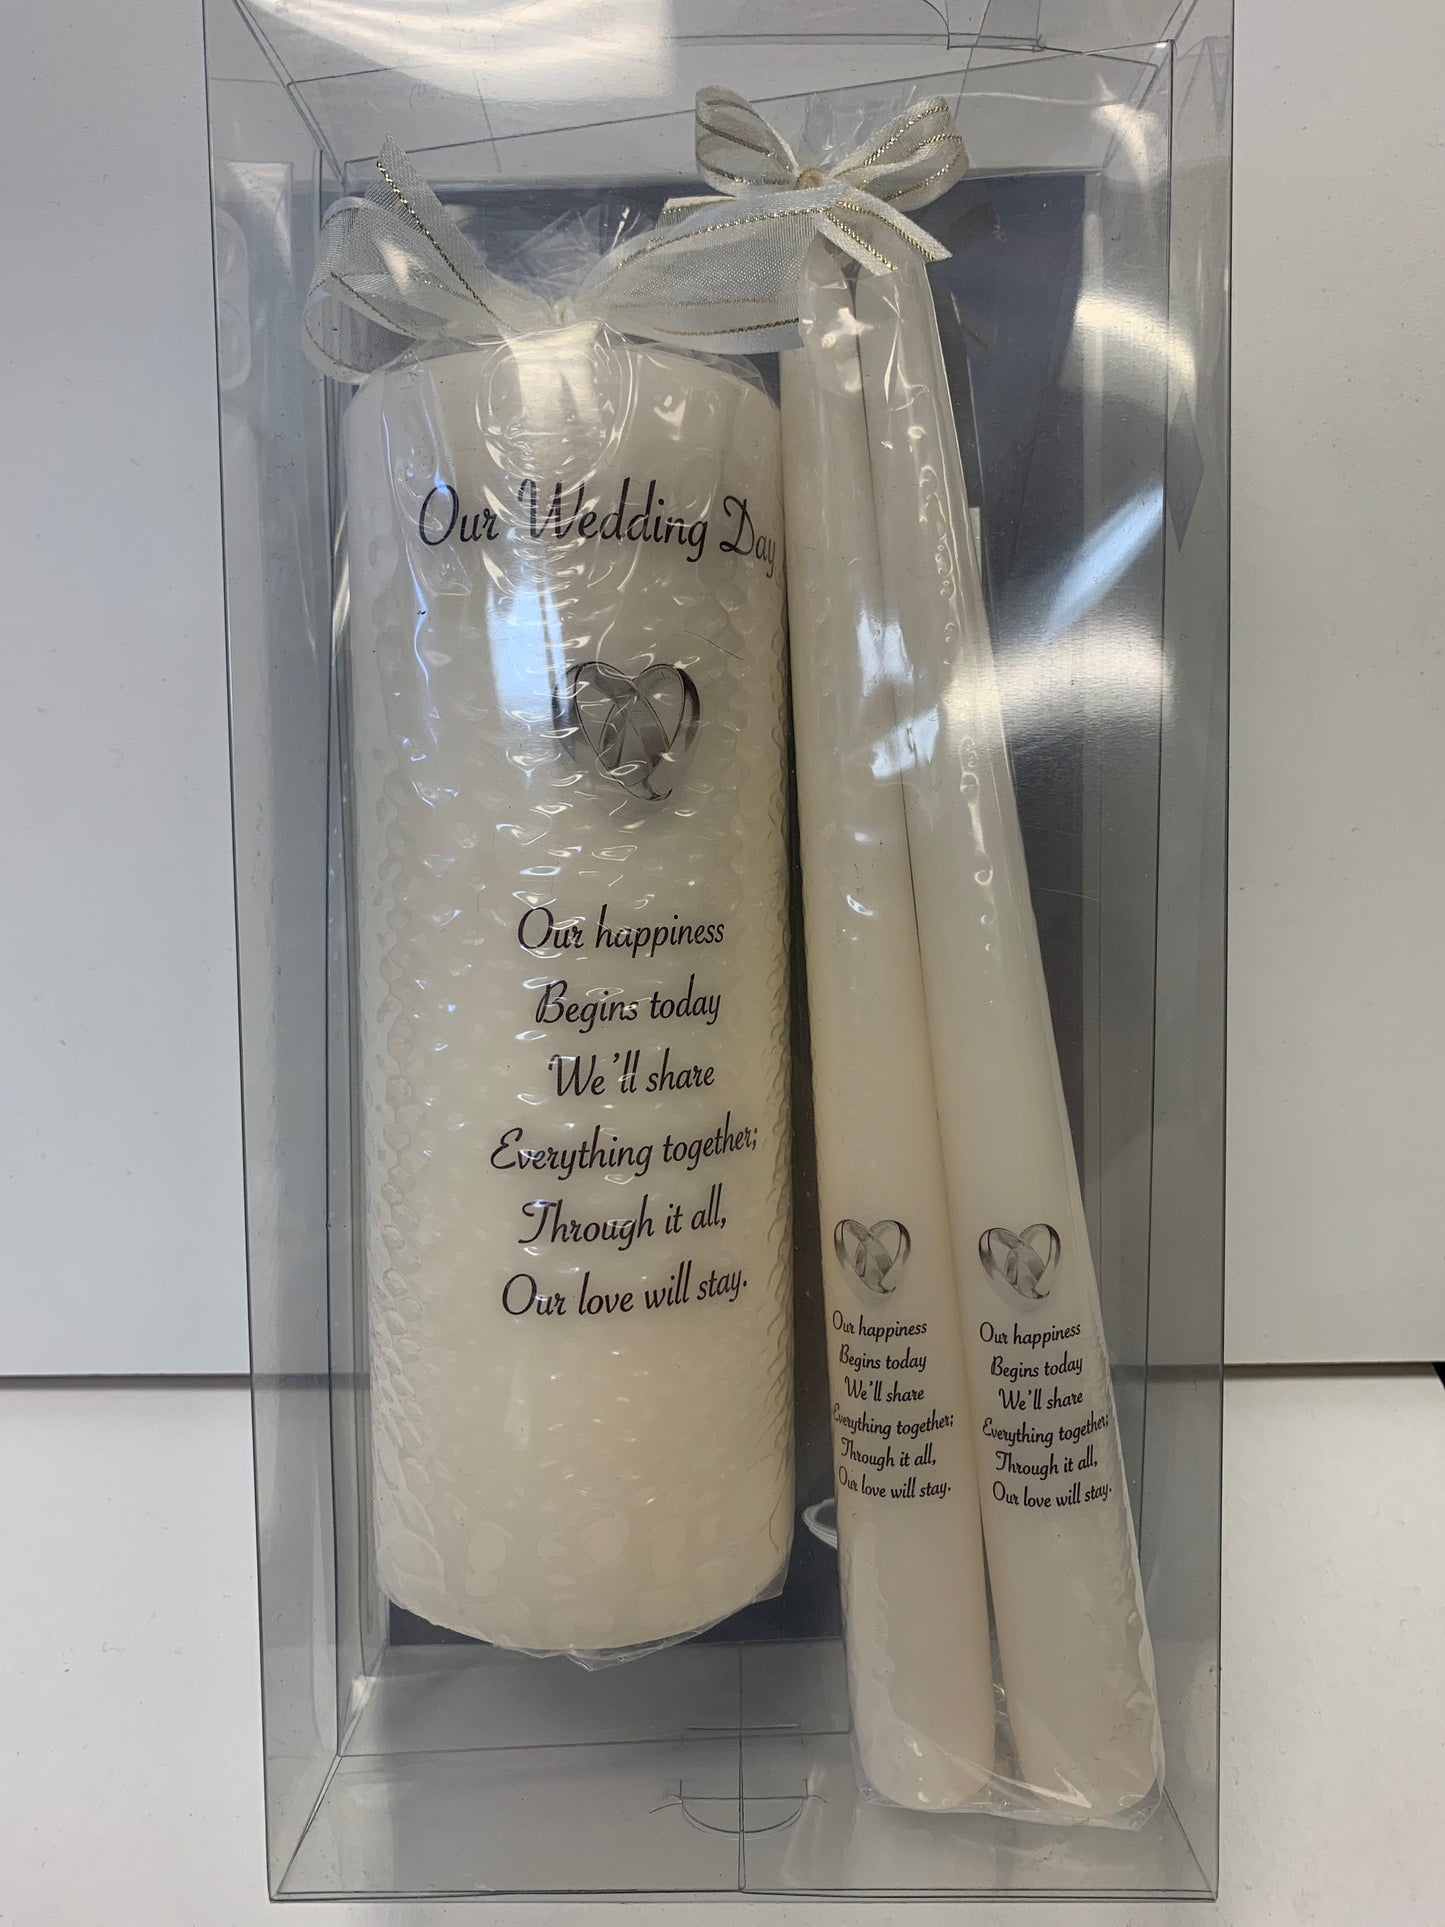 Our Wedding Day
Our happiness
Begins today
We'll share
Everything together;
Through it all,
Our love will stay.
Our happiness
Begins today
We'll share
Everything together;
Through it all,
Our love will stay.
Our happiness
Begins today
We'll share
Everything together;
Through it all,
Our love will stay.